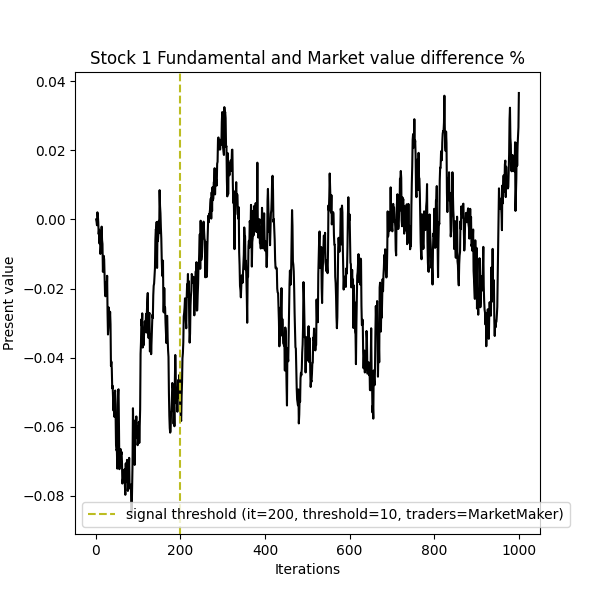 Stock 1 Fundamental and Market value difference %
0.04
0.02
0.00
−0.02
−0.04
−0.06
−0.08
Present value
signal threshold (it=200, threshold=10, traders=MarketMaker)
0 200 400 600 800 1000
Iterations